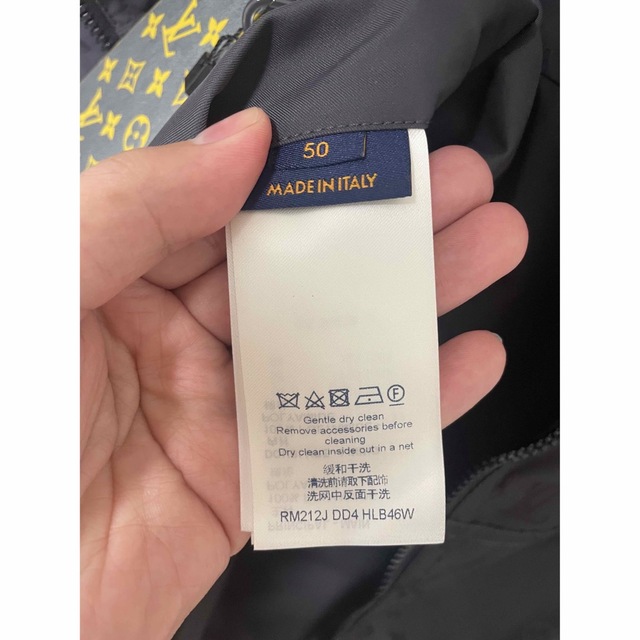 50
MADE IN ITALY
Gentle dry clean
Remove accessories before
cleaning
Dry clean inside out in a net
缓和干洗
清洗前请取下配饰
洗网中反面干洗
RM212J DD4 HLB46W